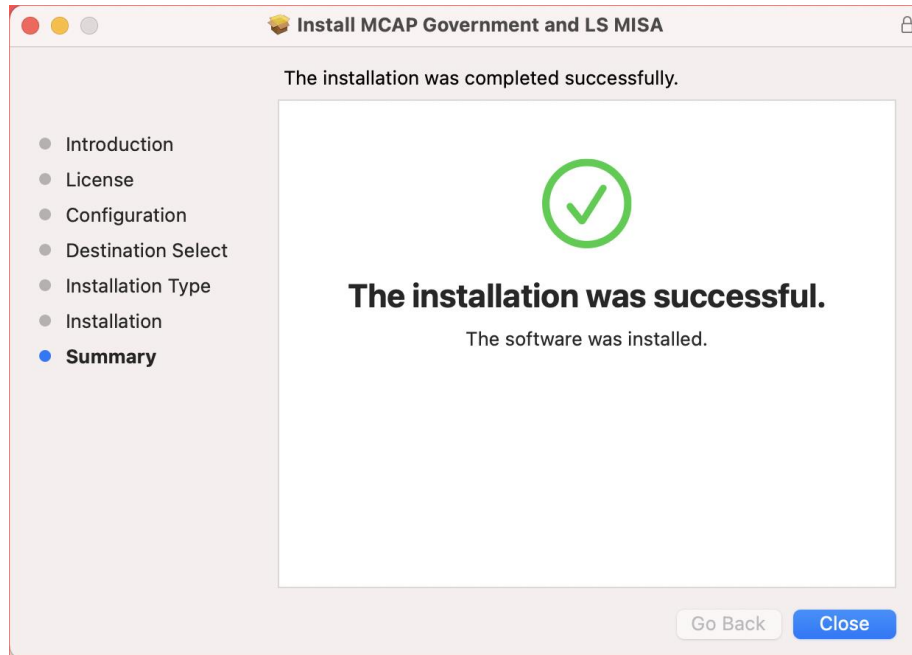 Install MCAP Government and LS MISA
The installation was completed successfully.
Introduction
License
Configuration
Destination Select
Installation Type
Installation
Summary
The installation was successful.
The software was installed.
Go Back
Close